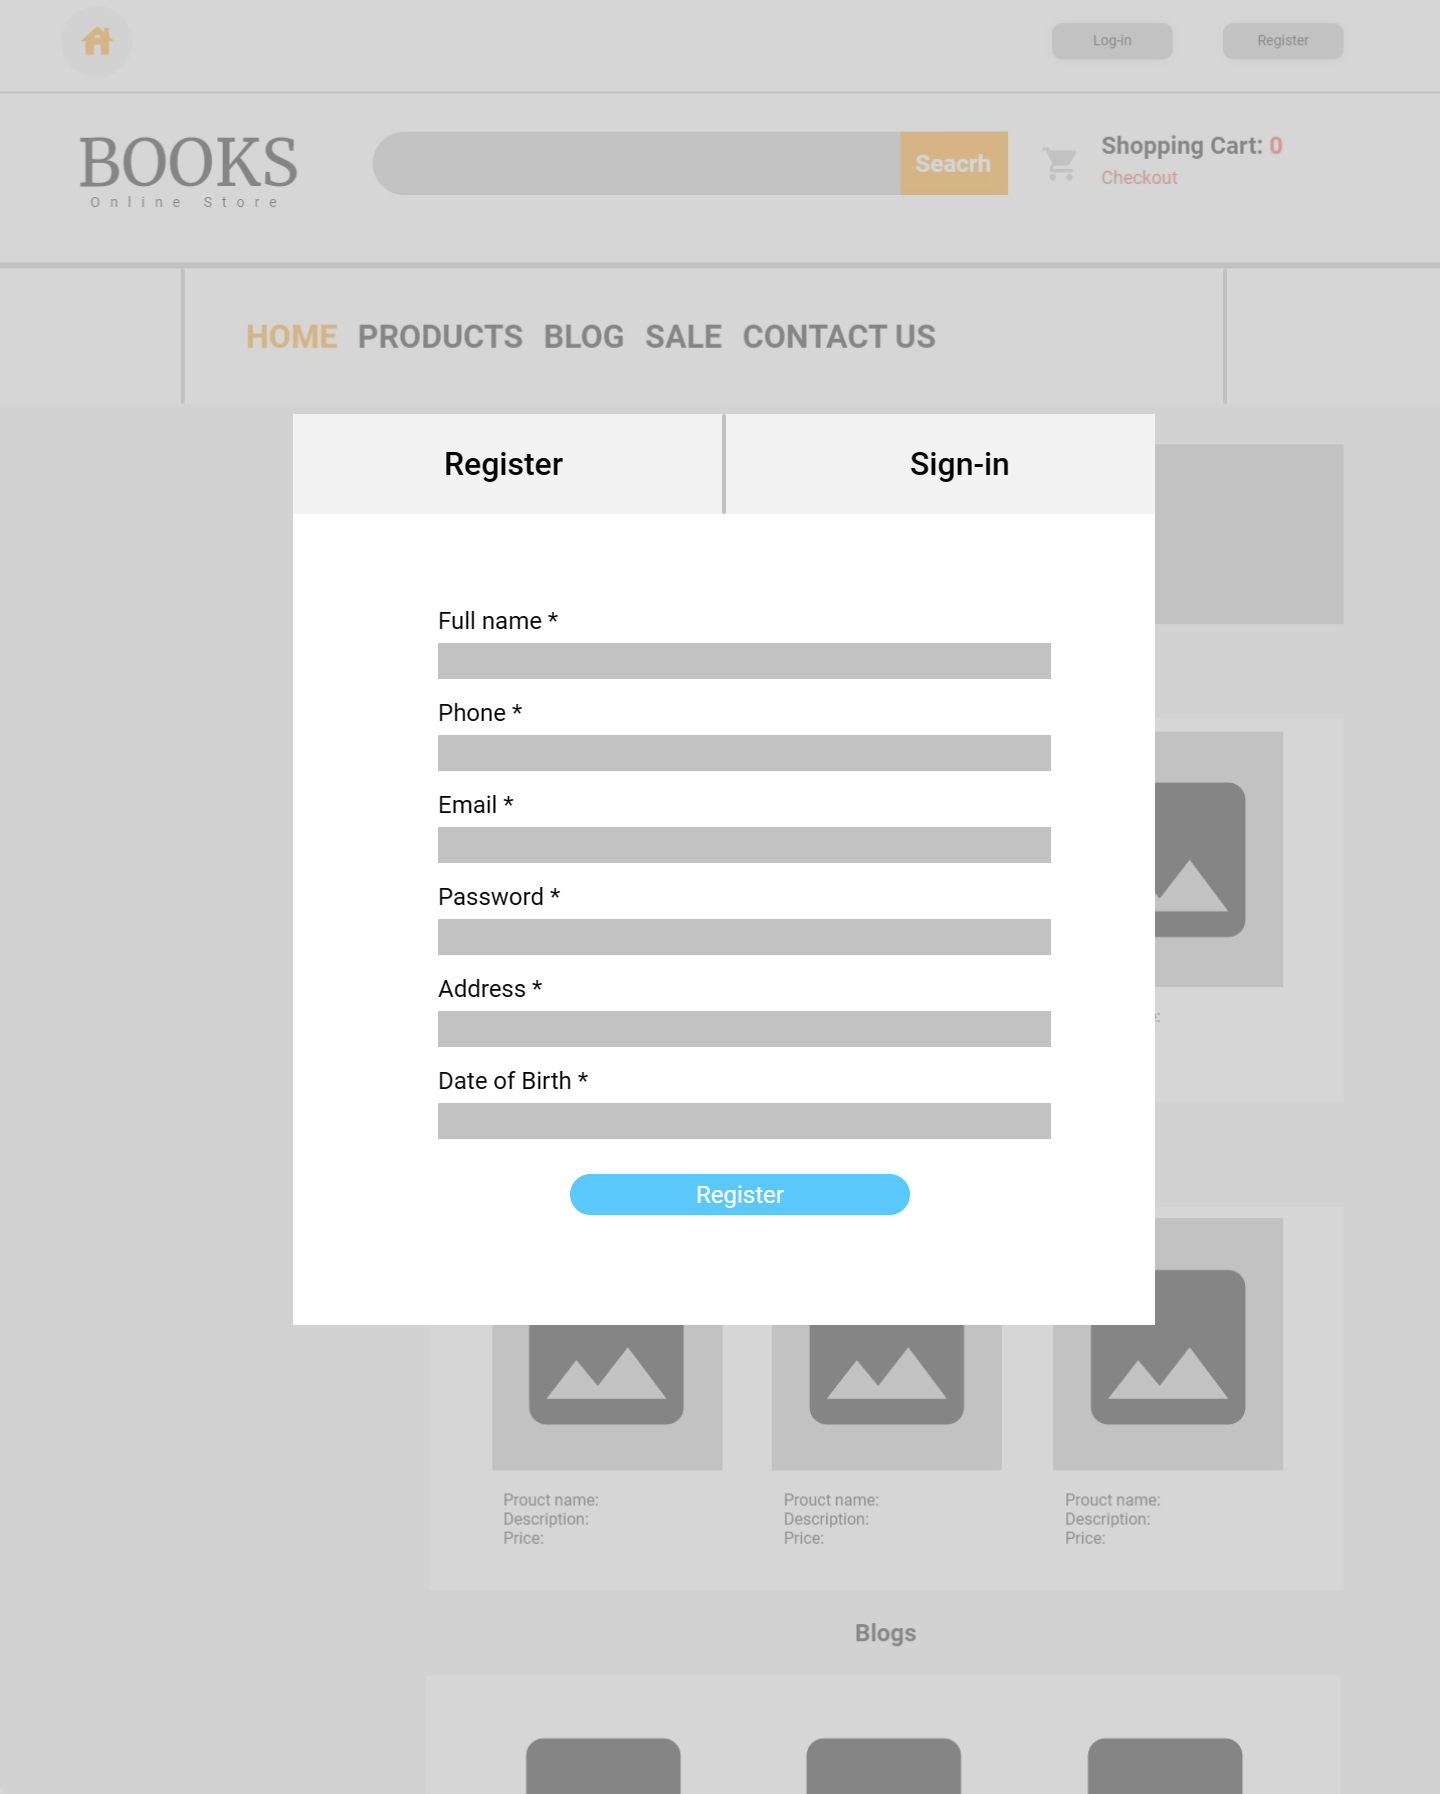 Log-in
Register
BOOKS
Online Store
Seacrh
Shopping Cart: 0
Checkout
HOME PRODUCTS BLOG SALE CONTACT US
Register
Sign-in
Full name *
Phone *
Email *
Password *
Address *
Date of Birth *
Register
Prouct name:
Description:
Price:
Prouct name:
Description:
Price:
Prouct name:
Description:
Price:
Blogs